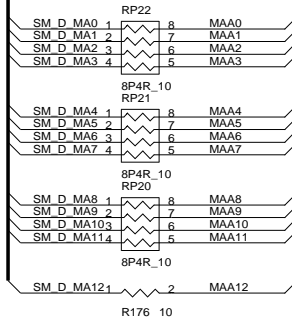 RP22
SM_D_MA0 1 8 MAA0
SM_D_MA1 2 7 MAA1
SM_D_MA2 3 6 MAA2
SM_D_MA3 4 5 MAA3
8P4R_10
RP21
SM_D_MA4 1 8 MAA4
SM_D_MA5 2 7 MAA5
SM_D_MA6 3 6 MAA6
SM_D_MA7 4 5 MAA7
8P4R_10
RP20
SM_D_MA8 1 8 MAA8
SM_D_MA9 2 7 MAA9
SM_D_MA10 3 6 MAA10
SM_D_MA11 4 5 MAA11
8P4R_10
SM_D_MA12 1 2 MAA12
R176 10